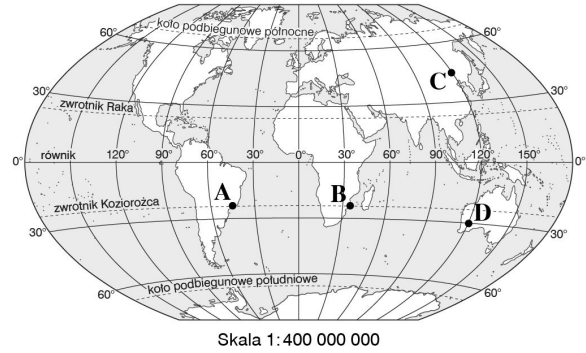 koło podbiegunowe północne
60° 60°
C
30° 30°
zwrotnik Raka
równik
0° 120° 90° 60° 0° 30° 60° 90° 120° 150° 0°
A B
zwrotnik Koziorożca
D
30° 30°
koło podbiegunowe południowe
60° 60°
Skala 1:400 000 000